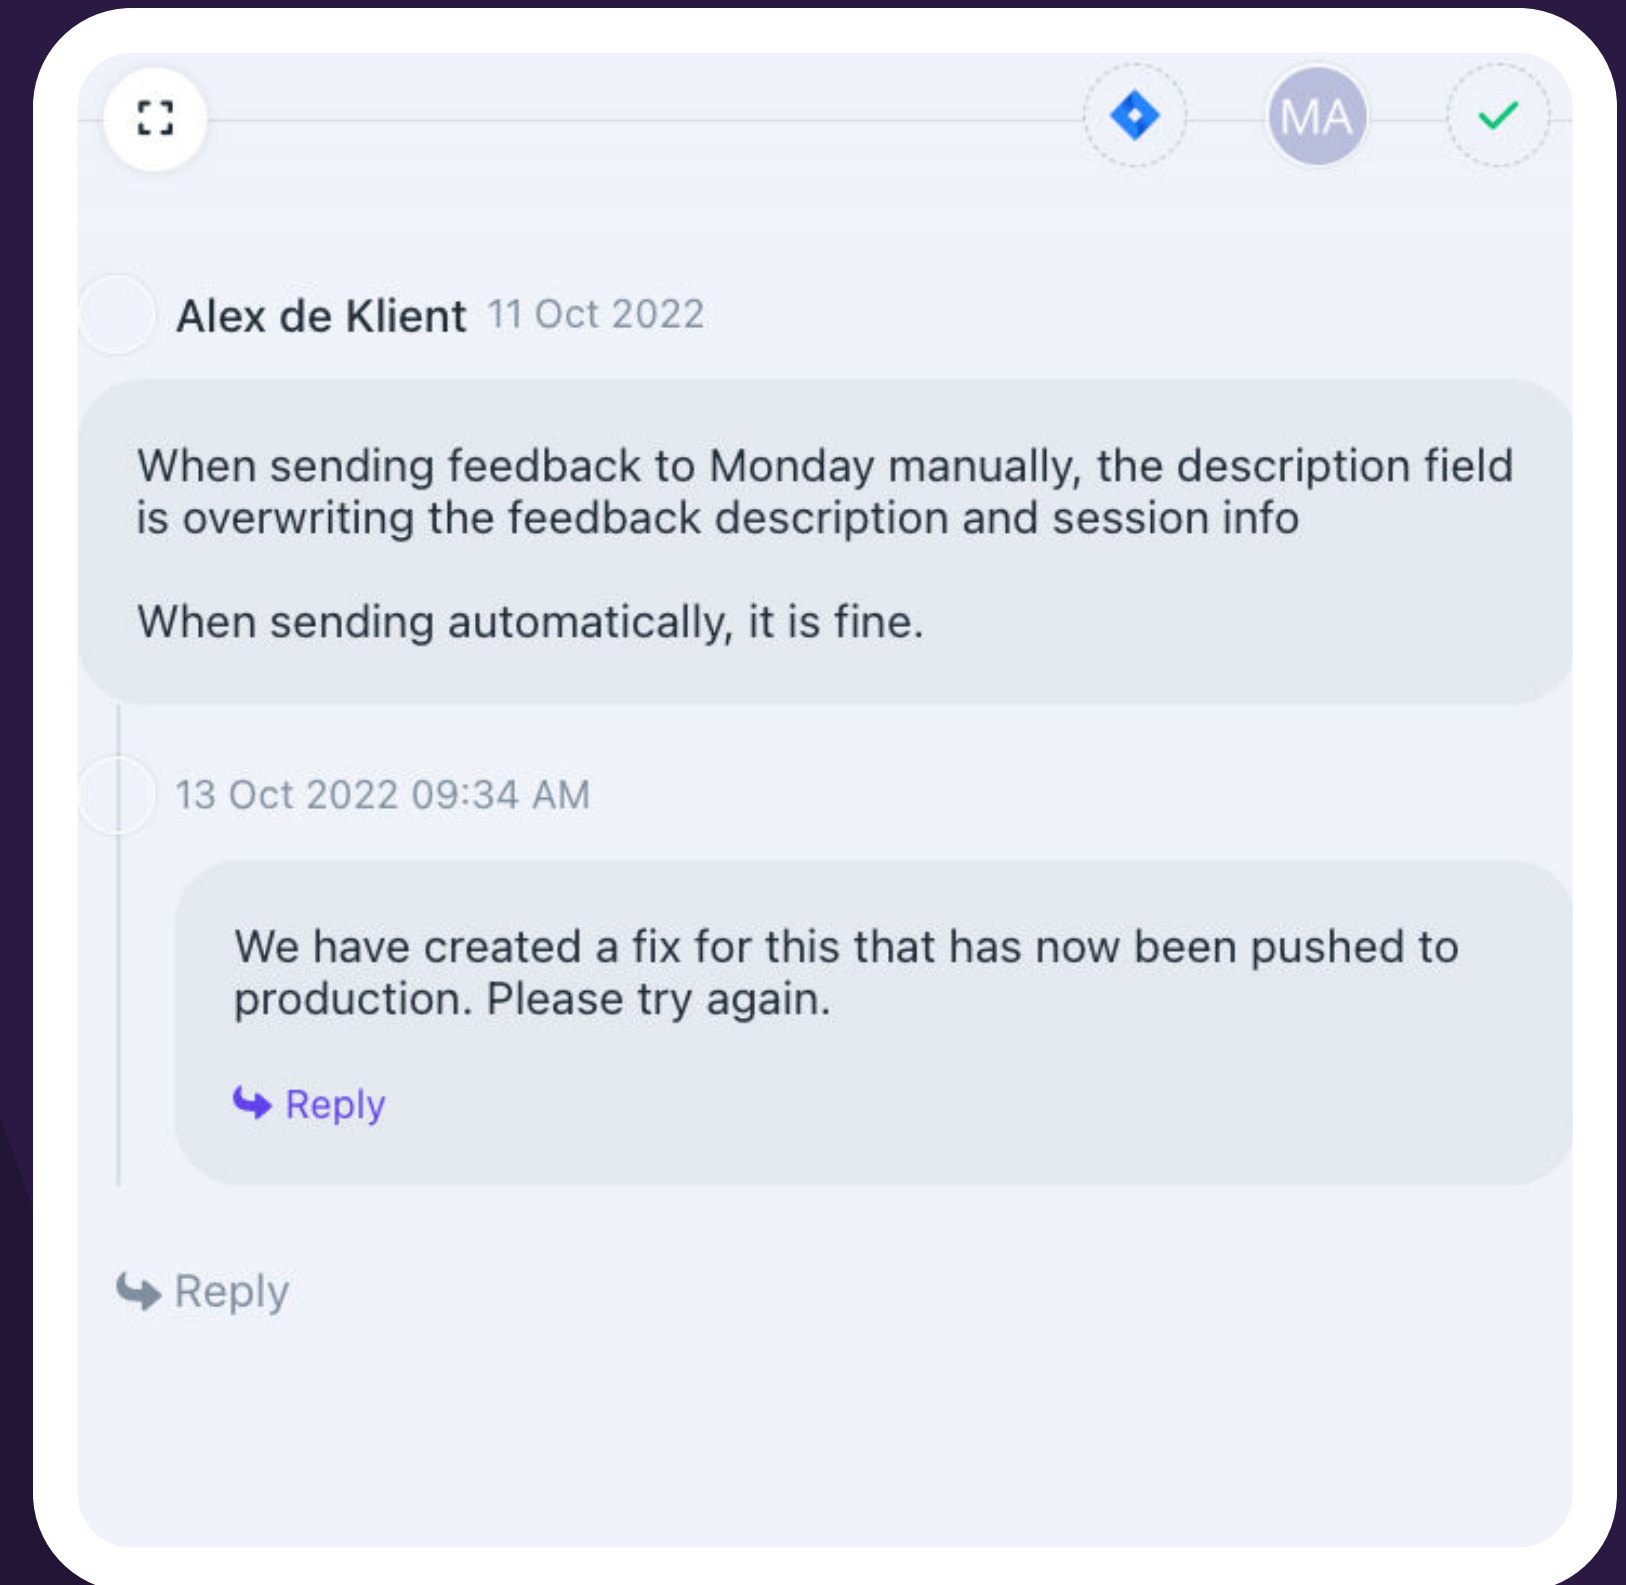 MA
Alex de Klient 11 Oct 2022
When sending feedback to Monday manually, the description field
is overwriting the feedback description and session info
When sending automatically, it is fine.
13 Oct 2022 09:34 AM
We have created a fix for this that has now been pushed to
production. Please try again.
Reply
Reply